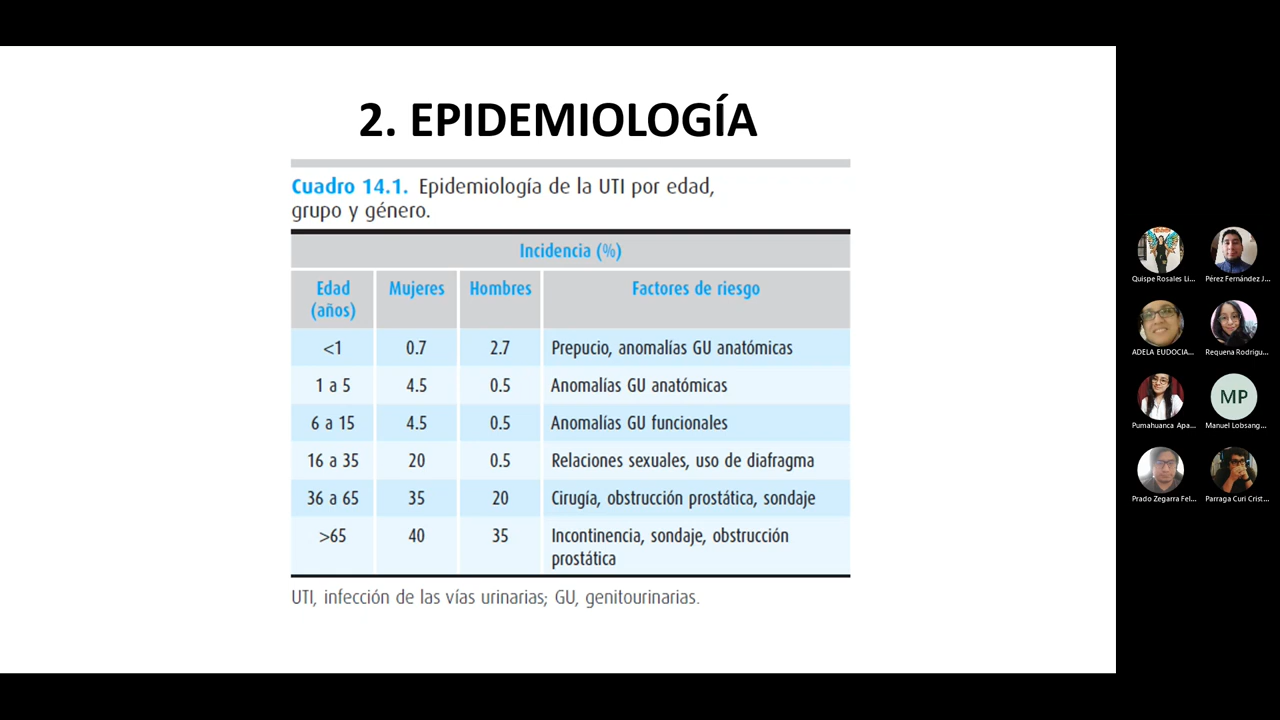 2. EPIDEMIOLOGÍA
Cuadro 14.1. Epidemiología de la UTI por edad,
grupo y género.
Incidencia (%)
Edad (años) Mujeres Hombres Factores de riesgo
<1 0.7 2.7 Prepucio, anomalías GU anatómicas
1 a 5 4.5 0.5 Anomalías GU anatómicas
6 a 15 4.5 0.5 Anomalías GU funcionales
16 a 35 20 0.5 Relaciones sexuales, uso de diafragma
36 a 65 35 20 Cirugía, obstrucción prostática, sondaje
>65 40 35 Incontinencia, sondaje, obstrucción
prostática
UTI, infección de las vías urinarias; GU, genitourinarias.
Quispe Rosales Li... Pérez Fernández J...
ADELA EUDOCIA... Requena Rodrigu...
Pumahuanca Apa... MP Manuel Lobsang...
Prado Zegarra Fel... Parraga Curi Crist...